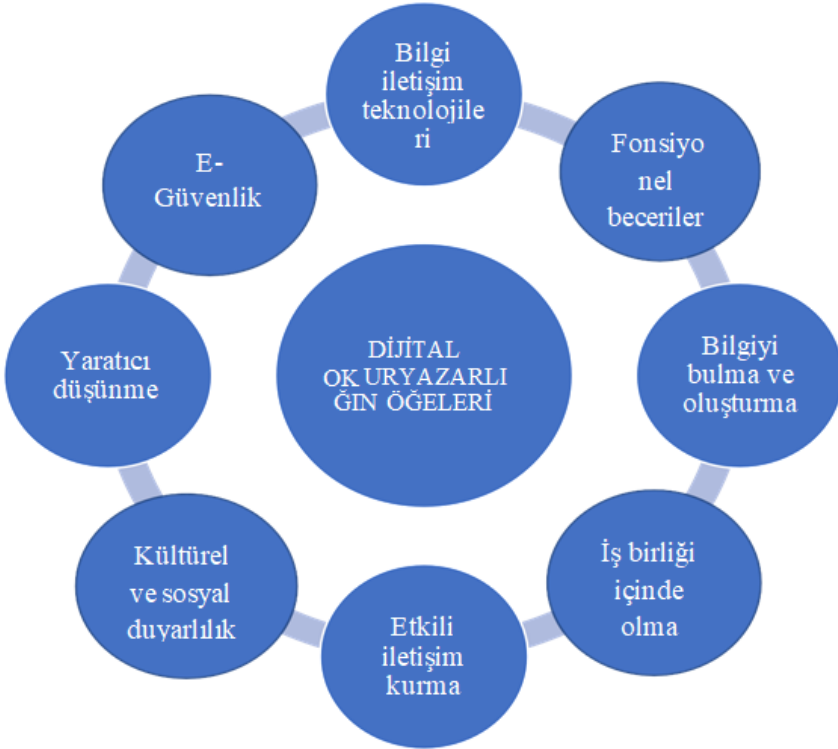 Bilgi
iletişim
teknolojile
ri
Fonsiyo
nel
beceriler
Bilgiyi
bulma ve
oluşturma
İş birliği
içinde
olma
Etkili
iletişim
kurma
Kültürel
ve sosyal
duyarlılık
Yaratıcı
düşünme
E-
Güvenlik
DİJİTAL
OK URYAZARLI
ĞIN ÖĞELERİ